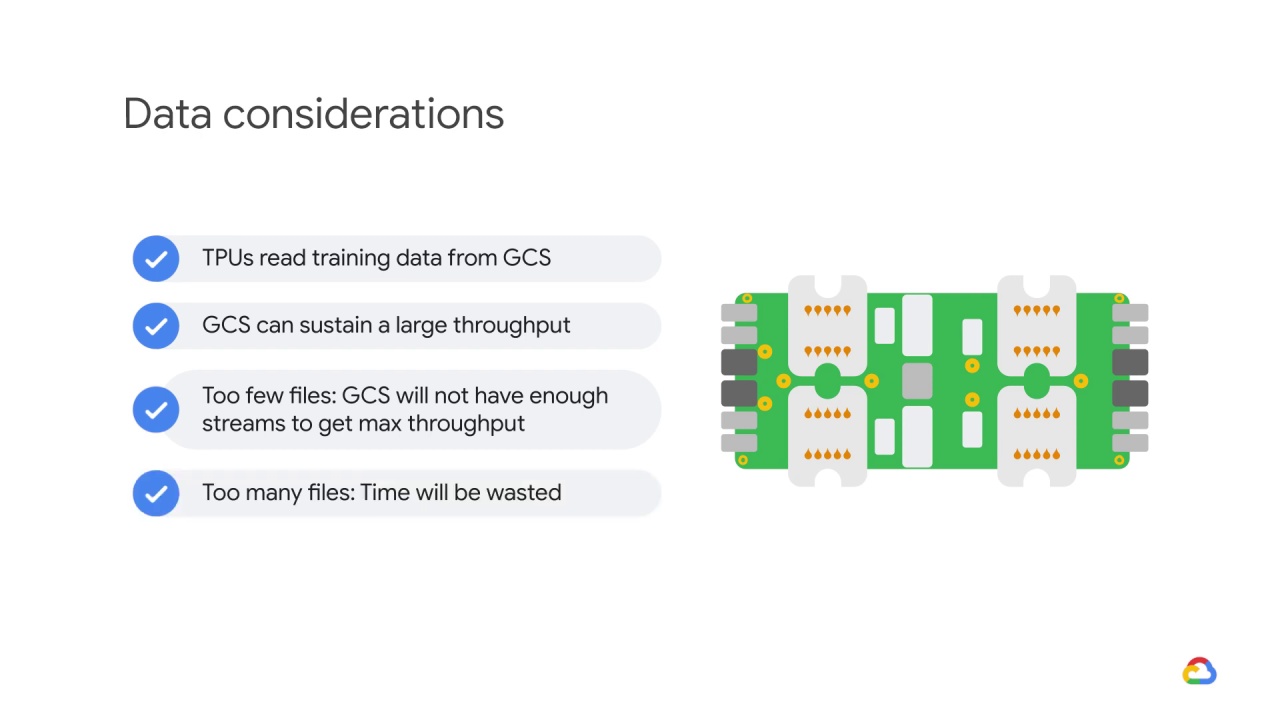 Data considerations
TPUs read training data from GCS
GCS can sustain a large throughput
Too few files: GCS will not have enough
streams to get max throughput
Too many files: Time will be wasted